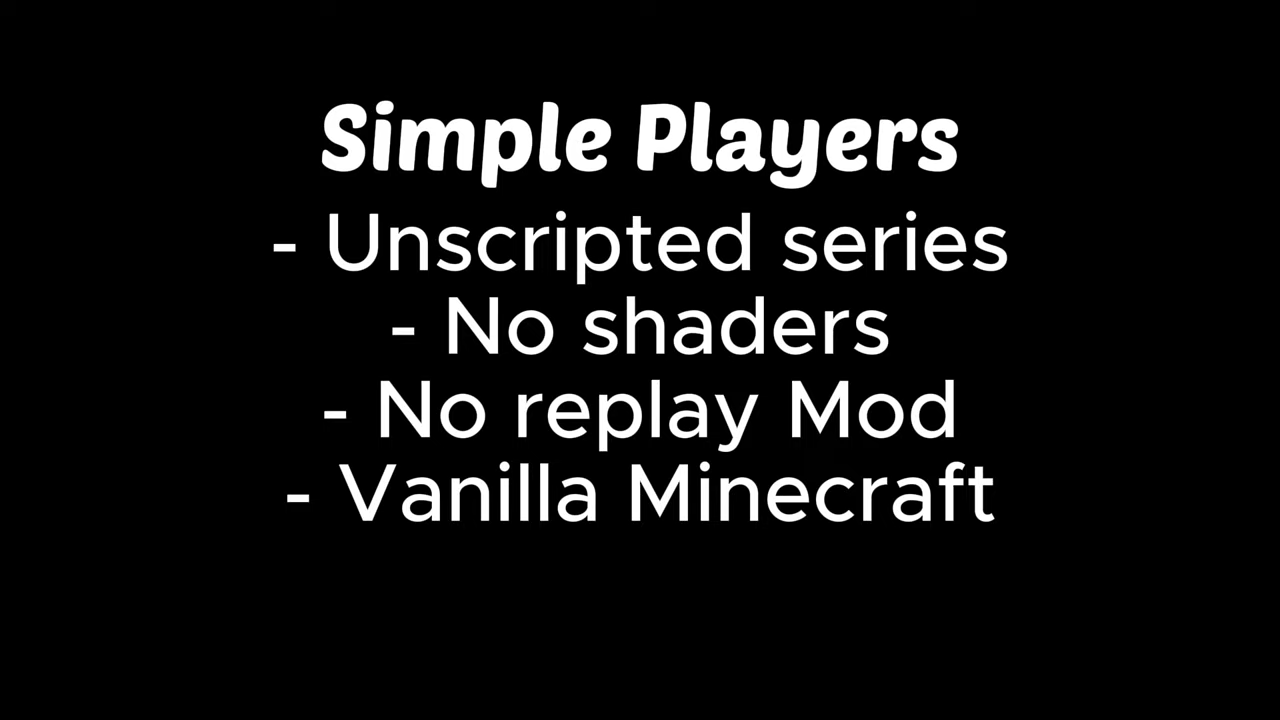 Simple Players
- Unscripted series
- No shaders
- No replay Mod
- Vanilla Minecraft